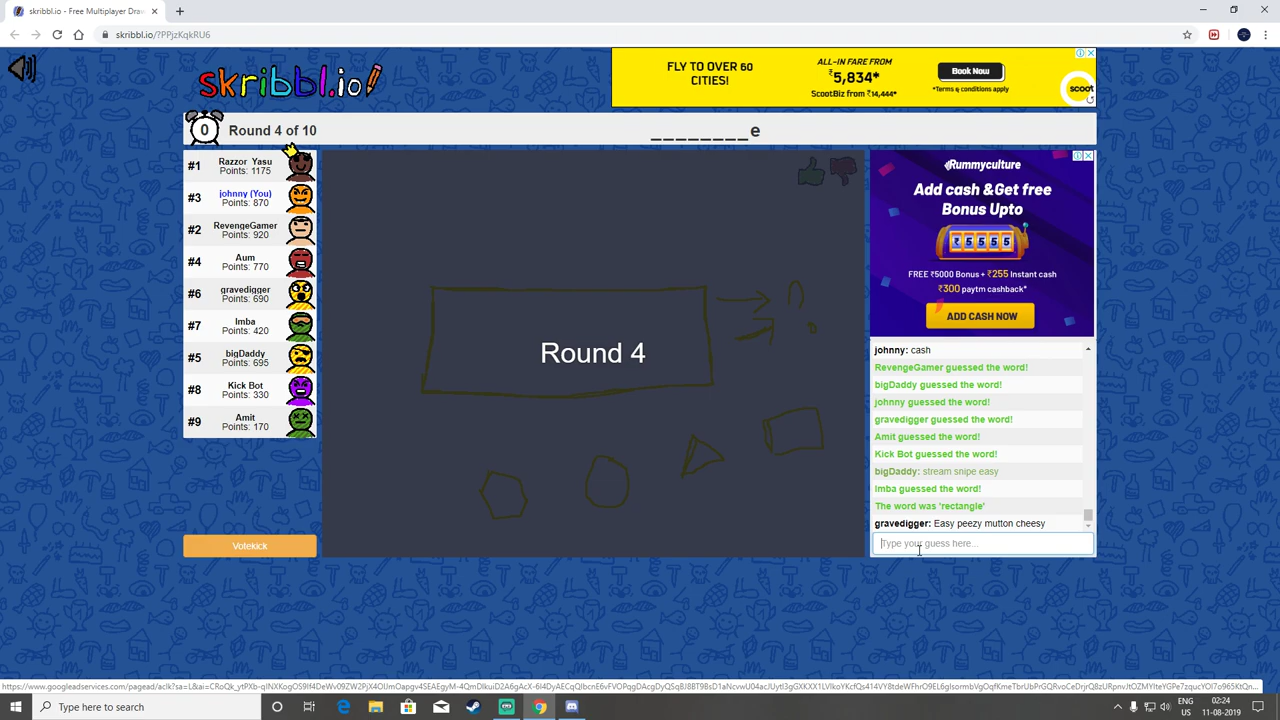 skribbl.io - Free Multiplayer Draw
skribbl.io/?PPjzKqkRU6
skribbl.io
FLY TO OVER 60
CITIES!
ALL-IN FARE FROM
₹5,834*
ScootBiz from ₹14,444*
Book Now
*Terms & conditions apply
scoot
0
Round 4 of 10
________e
#1
Razzor Yasu
Points: 1175
#3
johnny (You)
Points: 870
#2
RevengeGamer
Points: 920
#4
Aum
Points: 770
#6
gravedigger
Points: 690
#7
Imba
Points: 420
#5
bigDaddy
Points: 695
#8
Kick Bot
Points: 330
#9
Amit
Points: 170
Votekick
Round 4
Rummyculture
Add cash &Get free
Bonus Upto
₹ 5 5 5 5
FREE ₹5000 Bonus + ₹255 Instant cash
₹300 paytm cashback*
ADD CASH NOW
johnny: cash
RevengeGamer guessed the word!
bigDaddy guessed the word!
johnny guessed the word!
gravedigger guessed the word!
Amit guessed the word!
Kick Bot guessed the word!
bigDaddy: stream snipe easy
Imba guessed the word!
The word was 'rectangle'
gravedigger: Easy peezy mutton cheesy
Type your guess here...
Type here to search
ENG
US
02:24
11-08-2019